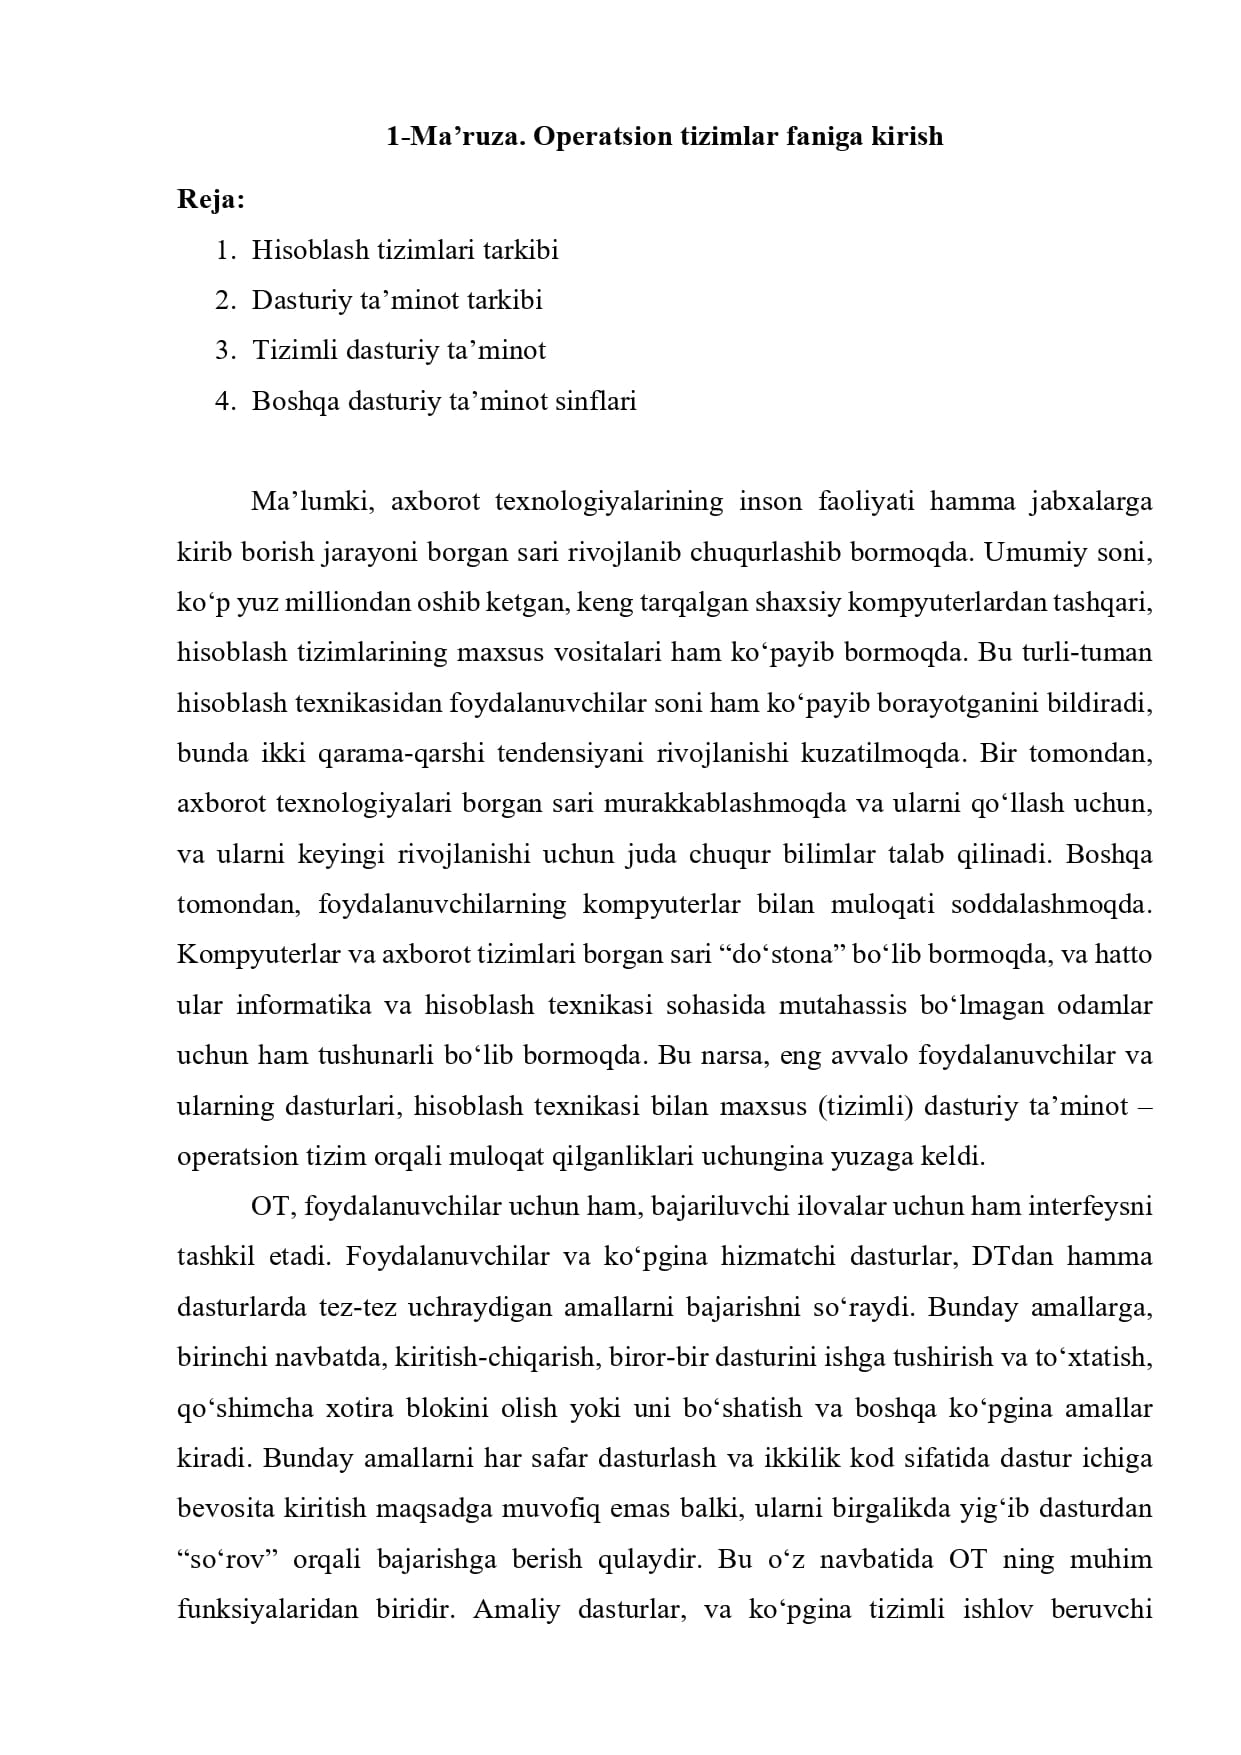 1-Ma’ruza. Operatsion tizimlar faniga kirish
Reja:
1. Hisoblash tizimlari tarkibi
2. Dasturiy ta’minot tarkibi
3. Tizimli dasturiy ta’minot
4. Boshqa dasturiy ta’minot sinflari
Ma’lumki, axborot texnologiyalarining inson faoliyati hamma jabxalarga
kirib borish jarayoni borgan sari rivojlanib chuqurlashib bormoqda. Umumiy soni,
ko‘p yuz milliondan oshib ketgan, keng tarqalgan shaxsiy kompyuterlardan tashqari,
hisoblash tizimlarining maxsus vositalari ham ko‘payib bormoqda. Bu turli-tuman
hisoblash texnikasidan foydalanuvchilar soni ham ko‘payib borayotganini bildiradi,
bunda ikki qarama-qarshi tendensiyani rivojlanishi kuzatilmoqda. Bir tomondan,
axborot texnologiyalari borgan sari murakkablashmoqda va ularni qo‘llash uchun,
va ularni keyingi rivojlanishi uchun juda chuqur bilimlar talab qilinadi. Boshqa
tomondan, foydalanuvchilarning kompyuterlar bilan muloqati soddalashmoqda.
Kompyuterlar va axborot tizimlari borgan sari “do‘stona” bo‘lib bormoqda, va hatto
ular informatika va hisoblash texnikasi sohasida mutahassis bo‘lmagan odamlar
uchun ham tushunarli bo‘lib bormoqda. Bu narsa, eng avvalo foydalanuvchilar va
ularning dasturlari, hisoblash texnikasi bilan maxsus (tizimli) dasturiy ta’minot –
operatsion tizim orqali muloqat qilganliklari uchungina yuzaga keldi.
OT, foydalanuvchilar uchun ham, bajariluvchi ilovalar uchun ham interfeysni
tashkil etadi. Foydalanuvchilar va ko‘pgina hizmatchi dasturlar, DTdan hamma
dasturlarda tez-tez uchraydigan amallarni bajarishni so‘raydi. Bunday amallarga,
birinchi navbatda, kiritish-chiqarish, biror-bir dasturini ishga tushirish va to‘xtatish,
qo‘shimcha xotira blokini olish yoki uni bo‘shatish va boshqa ko‘pgina amallar
kiradi. Bunday amallarni har safar dasturlash va ikkilik kod sifatida dastur ichiga
bevosita kiritish maqsadga muvofiq emas balki, ularni birgalikda yig‘ib dasturdan
“so‘rov” orqali bajarishga berish qulaydir. Bu o‘z navbatida OT ning muhim
funksiyalaridan biridir. Amaliy dasturlar, va ko‘pgina tizimli ishlov beruvchi